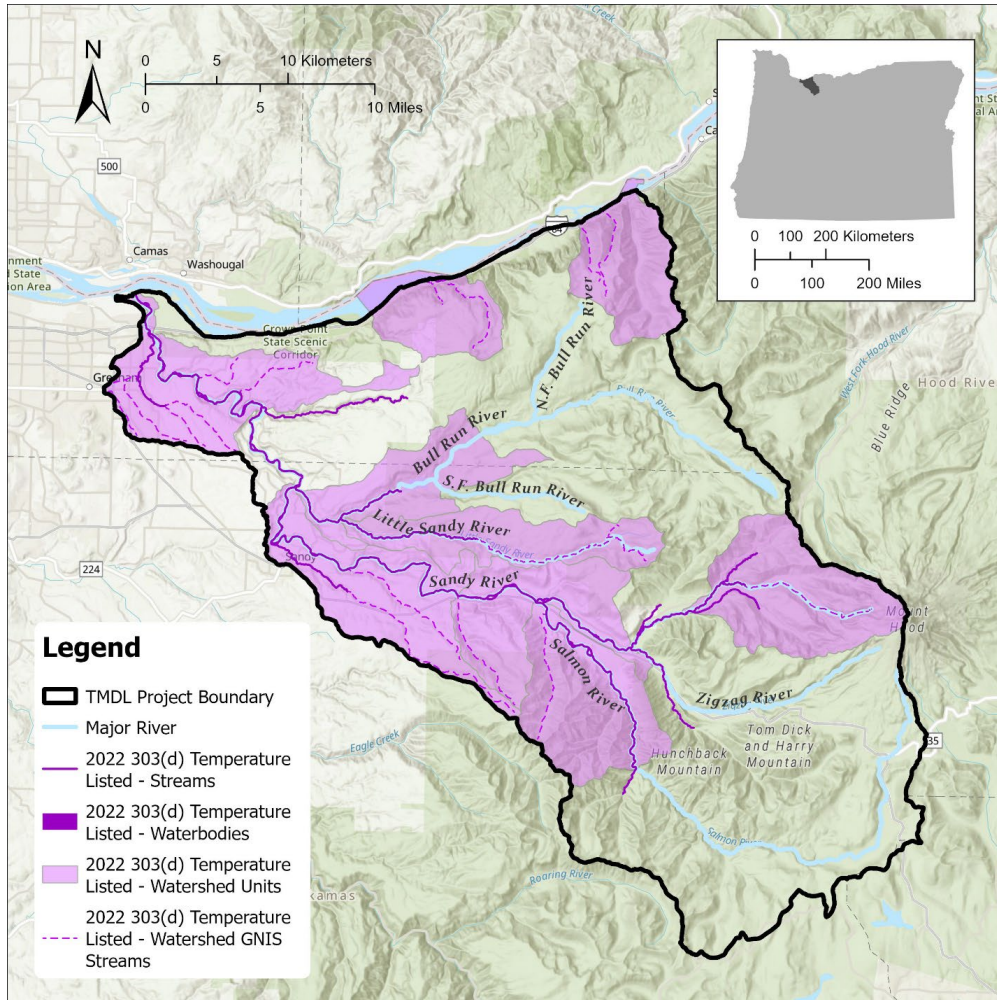 N
0 5 10 Kilometers
0 5 10 Miles
500
Camas
Washougal
84
Crown Point
State Scenic
Corridor
0 100 200 Kilometers
0 100 200 Miles
N.F. Bull Run River
West Fork Hood River
Blue Ridge
Hood River
Bull Run River
Bull Run River
S.F. Bull Run River
Little Sandy River
Sandy River
Sandy River
224
Salmon River
Mount
Hood
Zigzag River
Tom Dick
and Harry
Mountain
Hunchback
Mountain
35
Eagle Creek
Salmon River
Roaring River
Legend
TMDL Project Boundary
Major River
2022 303(d) Temperature
Listed - Streams
2022 303(d) Temperature
Listed - Waterbodies
2022 303(d) Temperature
Listed - Watershed Units
2022 303(d) Temperature
Listed - Watershed GNIS
Streams